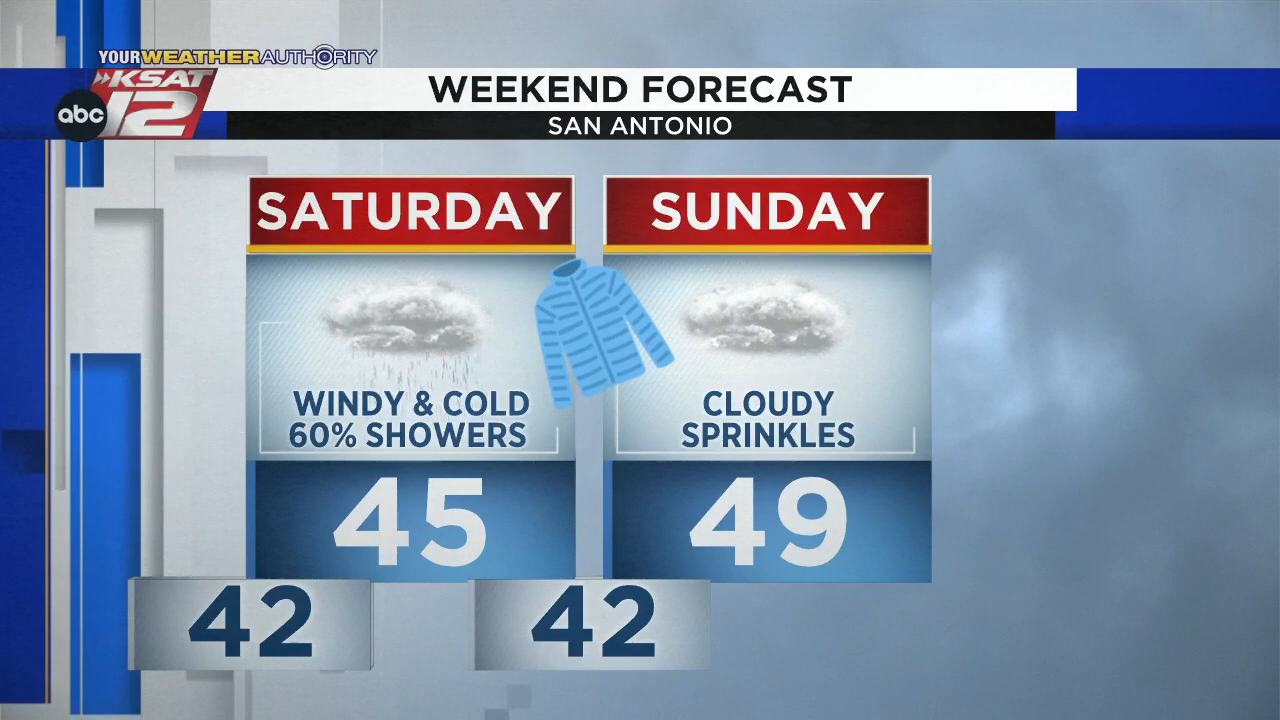 YOUR WEATHER AUTHORITY
KSAT
abc 12
WEEKEND FORECAST
SAN ANTONIO
SATURDAY
SUNDAY
WINDY & COLD
60% SHOWERS
CLOUDY
SPRINKLES
45
49
42
42